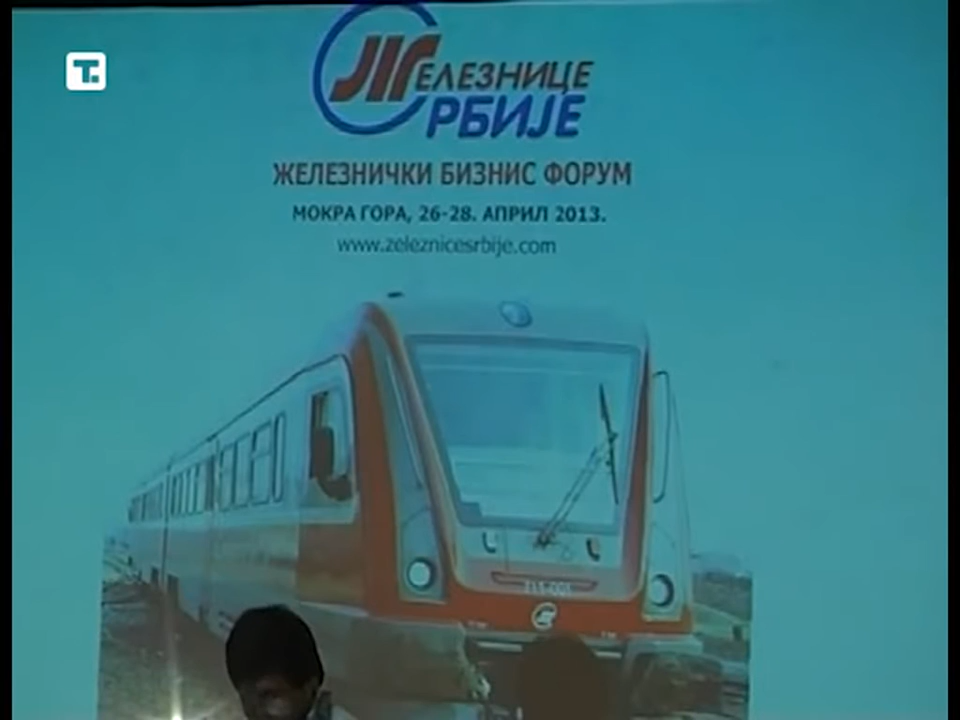 Т.
ЖЕЛЕЗНИЦЕ
СРБИЈЕ
ЖЕЛЕЗНИЧКИ БИЗНИС ФОРУМ
МОКРА ГОРА, 26-28. АПРИЛ 2013.
www.zeleznicesrbije.com